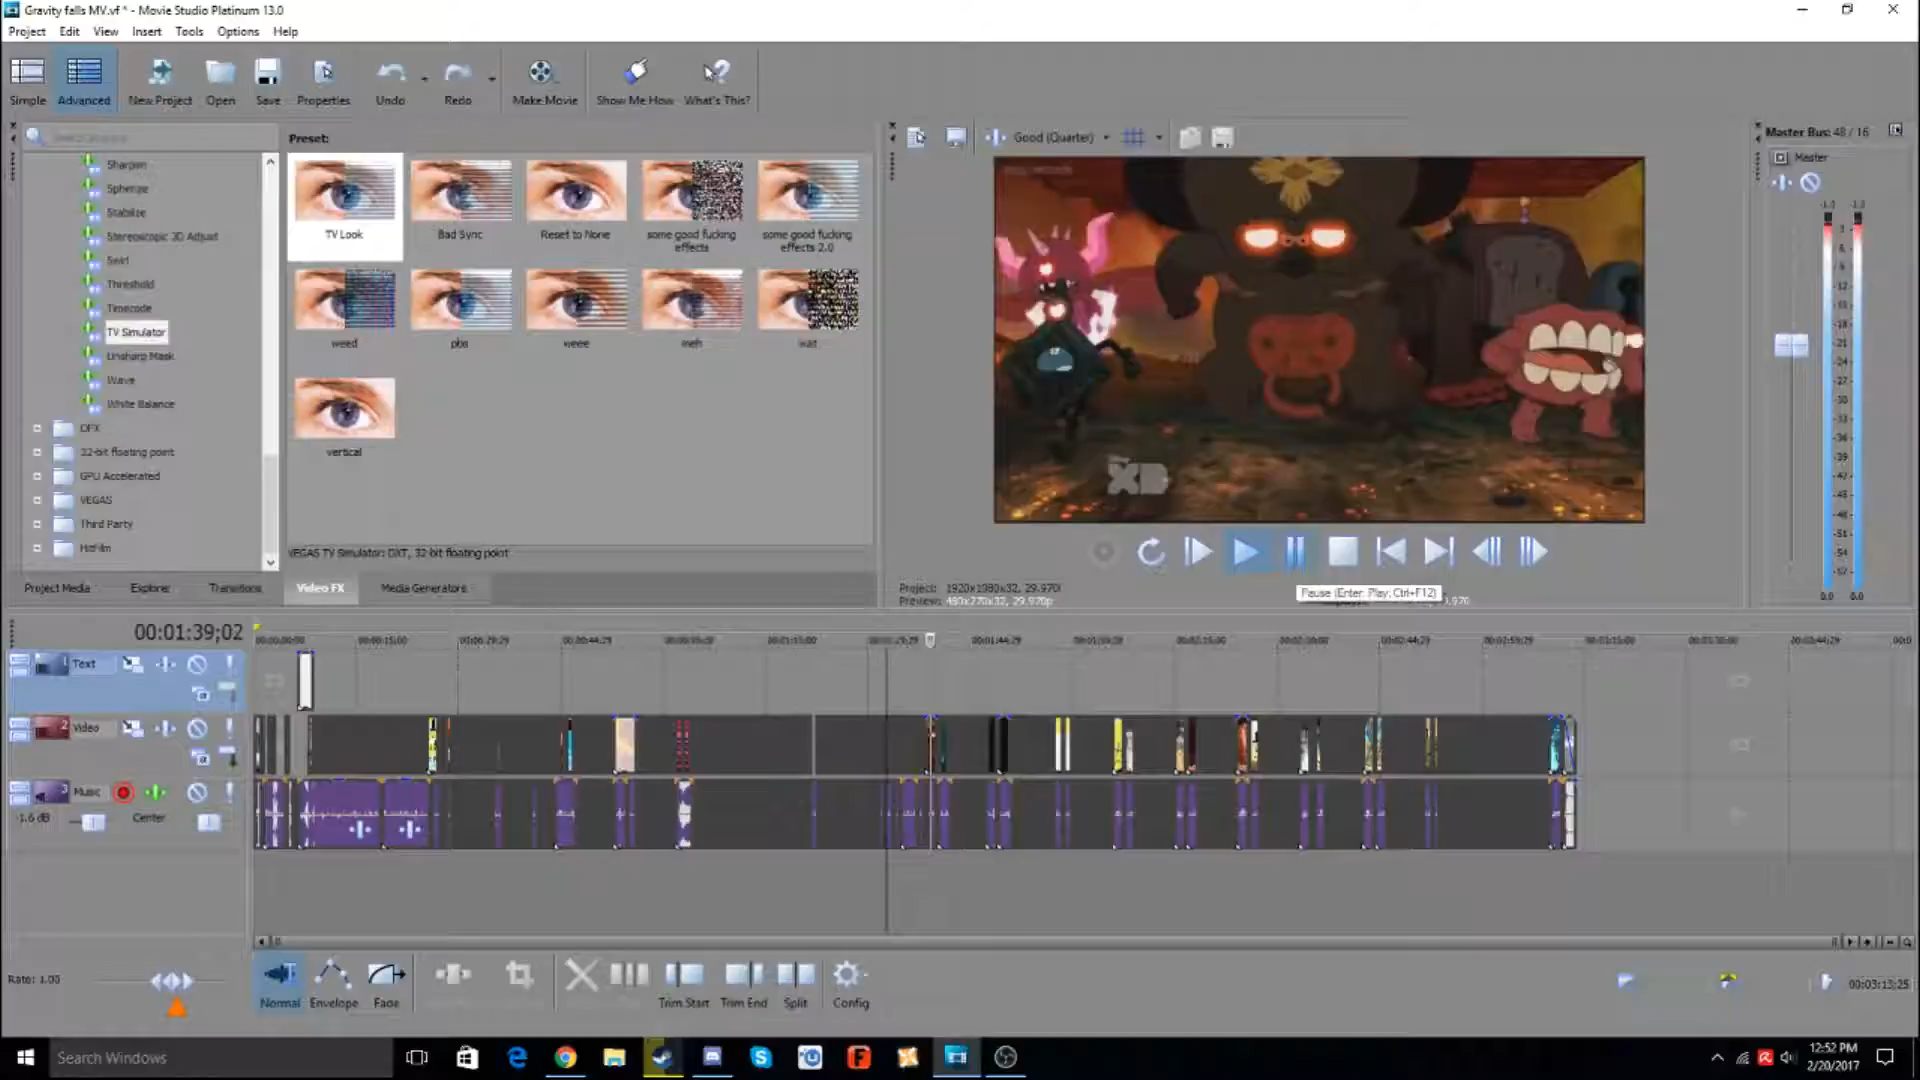 Gravity falls MV.vf * - Movie Studio Platinum 13.0
Project Edit View Insert Tools Options Help
Simple Advanced New Project Open Save Properties Undo Redo Make Movie Show Me How What's This?
Preset:
Good (Quarter)
Master Bus: 48 / 16
Master
Sharpen
Spherize
Stabilize
Stereoscopic 3D Adjust
Swirl
Threshold
Timecode
TV Simulator
Unsharp Mask
Wave
White Balance
OFX
32-bit floating point
GPU Accelerated
VEGAS
Third Party
HitFilm
TV Look
Bad Sync
Reset to None
some good fucking effects
some good fucking effects 2.0
weed
pbs
weee
meh
wat
vertical
XD
VEGAS TV Simulator: DXT, 32-bit floating point
Project Media Explorer Transitions Video FX Media Generators
Project: 1920x1080x32, 29.970i
Preview: 480x270x32, 29.970p
Pause (Enter, Play, Ctrl+F12)
00:01:39;02
1 Text
2 Video
3 Music
-1.6 dB Center
Rate: 1.00
Normal Envelope Fade Trim Start Trim End Split Config
00:03:13;25
Search Windows
12:52 PM
2/20/2017